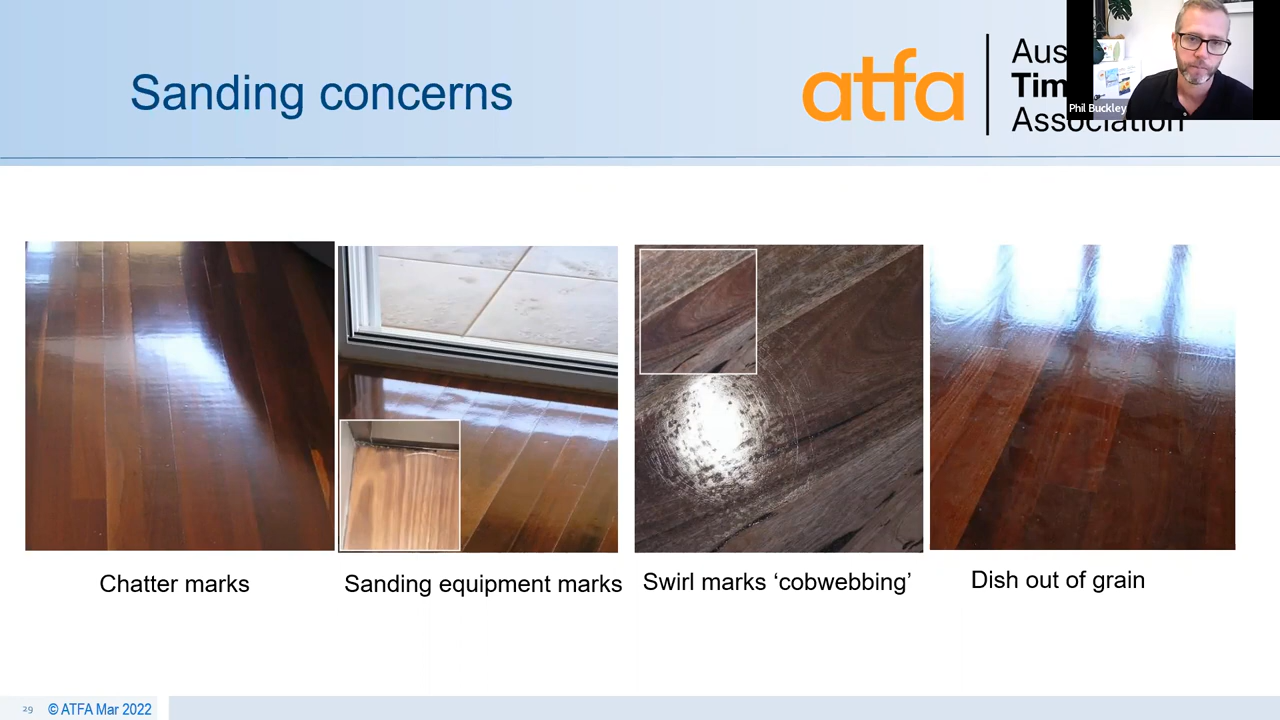 Sanding concerns
atfa
Aus
Tim
Association
Phil Buckley
Chatter marks
Sanding equipment marks
Swirl marks ‘cobwebbing’
Dish out of grain
29
© ATFA Mar 2022